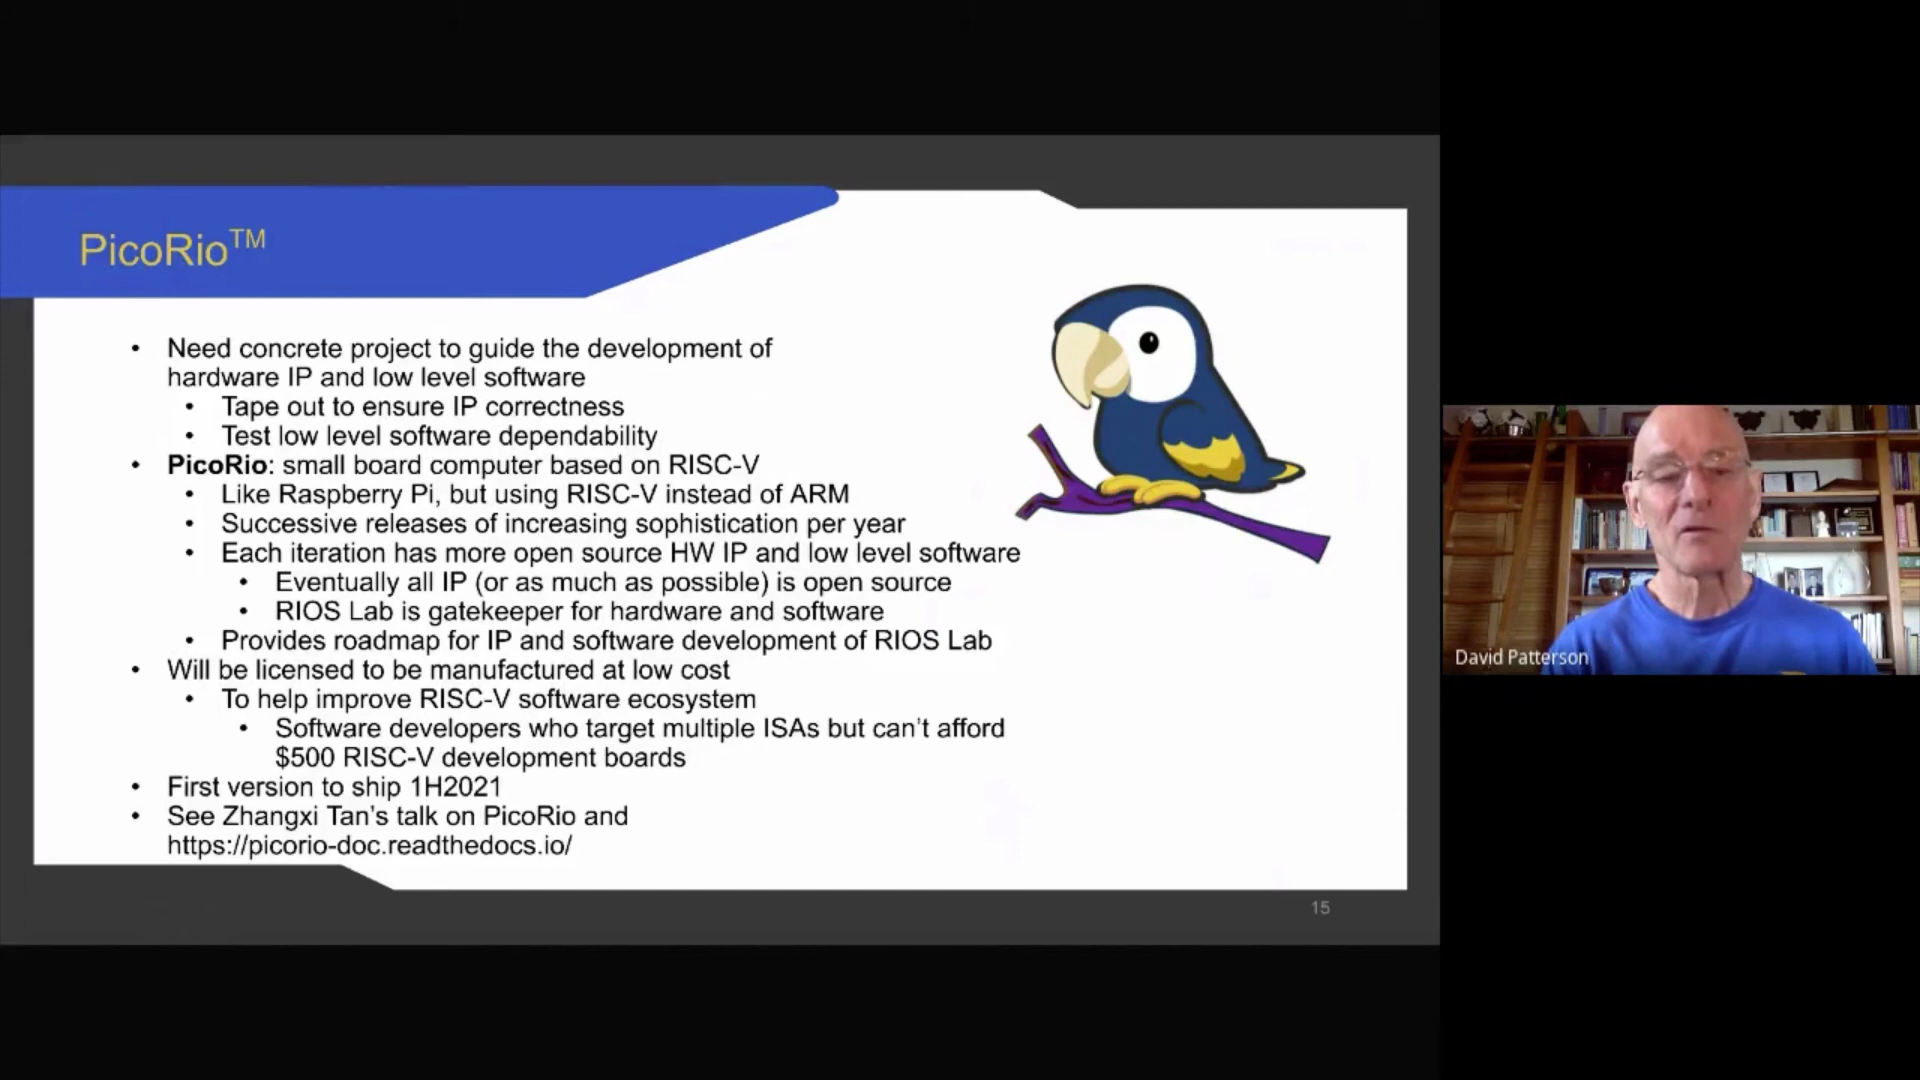 PicoRio™
• Need concrete project to guide the development of
hardware IP and low level software
• Tape out to ensure IP correctness
• Test low level software dependability
• PicoRio: small board computer based on RISC-V
• Like Raspberry Pi, but using RISC-V instead of ARM
• Successive releases of increasing sophistication per year
• Each iteration has more open source HW IP and low level software
• Eventually all IP (or as much as possible) is open source
• RIOS Lab is gatekeeper for hardware and software
• Provides roadmap for IP and software development of RIOS Lab
• Will be licensed to be manufactured at low cost
• To help improve RISC-V software ecosystem
• Software developers who target multiple ISAs but can’t afford
$500 RISC-V development boards
• First version to ship 1H2021
• See Zhangxi Tan’s talk on PicoRio and
https://picorio-doc.readthedocs.io/
15
David Patterson